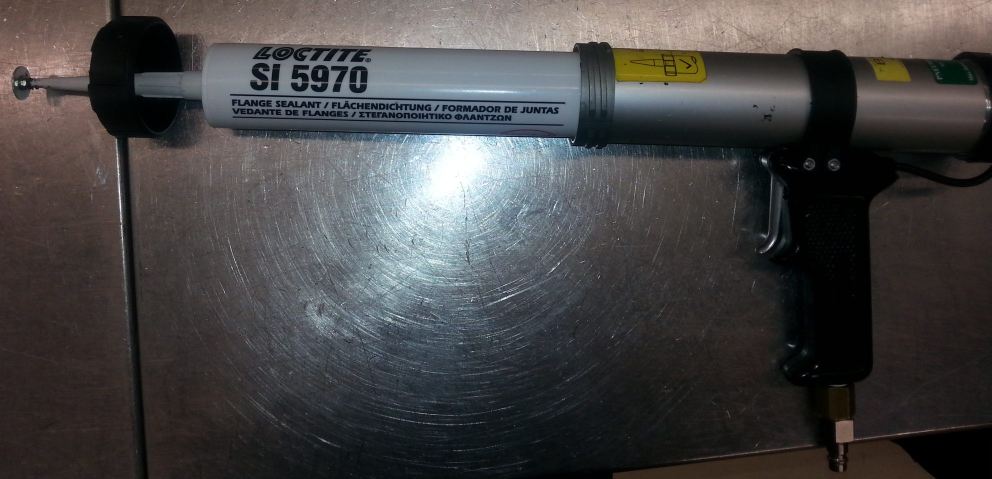 LOCTITE®
SI 5970
FLANGE SEALANT / FLÄCHENDICHTUNG / FORMADOR DE JUNTAS
VEDANTE DE FLANGES / ΣΤΕΓΑΝΟΠΟΙΗΤΙΚΟ ΦΛΑΝΤΖΩΝ